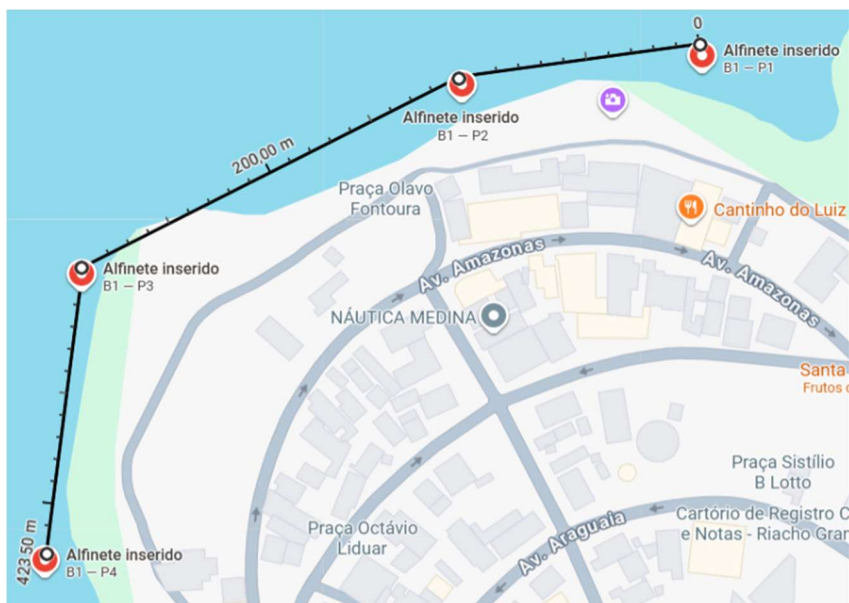 0
Alfinete inserido
B1 – P1
Alfinete inserido
B1 – P2
200,00 m
Praça Olavo
Fontoura
Cantinho do Luiz
Av. Amazonas
Av. Amazonas
Alfinete inserido
B1 – P3
NÁUTICA MEDINA
Santa
Frutos
Praça Sistílio
B Lotto
Cartório de Registro C
e Notas - Riacho Gran
Praça Octávio
Liduar
Av. Araguaia
423,50 m
Alfinete inserido
B1 – P4